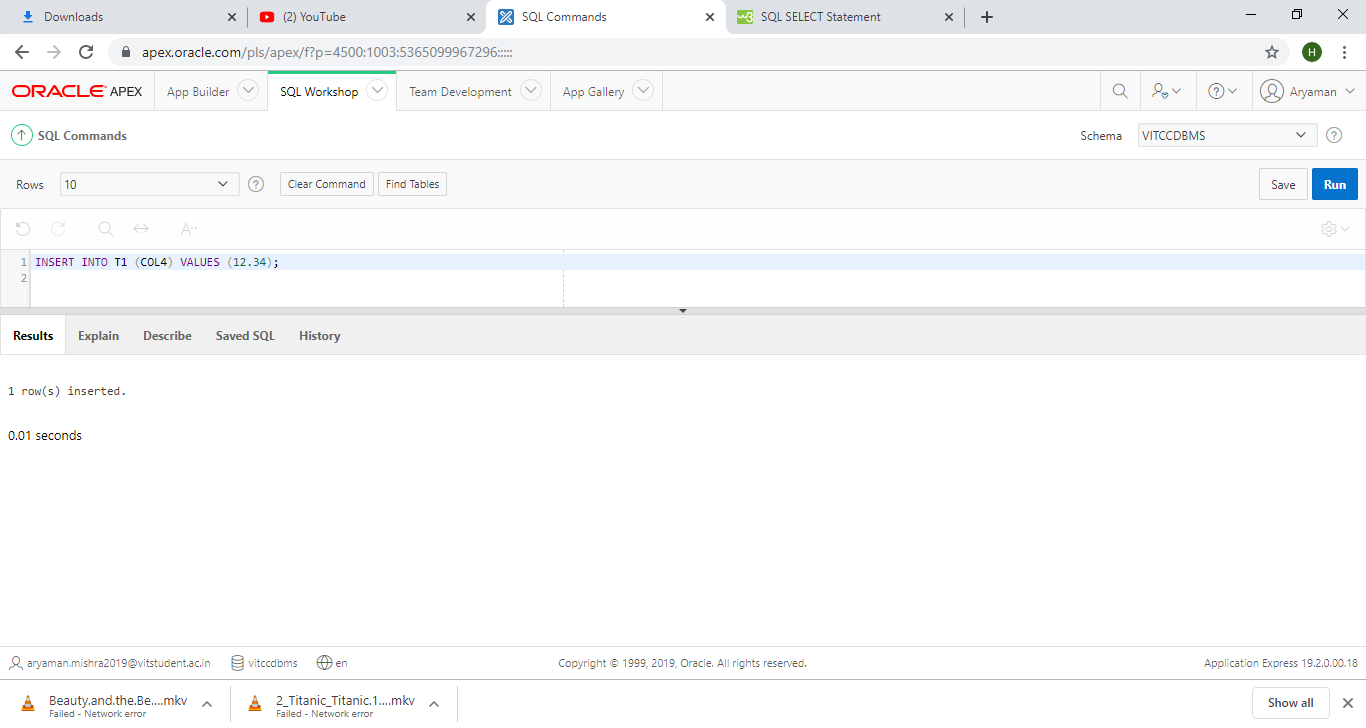 Downloads
(2) YouTube
SQL Commands
SQL SELECT Statement
apex.oracle.com/pls/apex/f?p=4500:1003:5365099967296:::::
H
ORACLE APEX
App Builder
SQL Workshop
Team Development
App Gallery
Aryaman
SQL Commands
Schema
VITCCDBMS
Rows
10
Clear Command
Find Tables
Save
Run
1 INSERT INTO T1 (COL4) VALUES (12.34);
2
Results
Explain
Describe
Saved SQL
History
1 row(s) inserted.
0.01 seconds
aryaman.mishra2019@vitstudent.ac.in
vitccdbms
en
Copyright © 1999, 2019, Oracle. All rights reserved.
Application Express 19.2.0.00.18
Beauty.and.the.Be....mkv
Failed - Network error
2_Titanic_Titanic.1....mkv
Failed - Network error
Show all